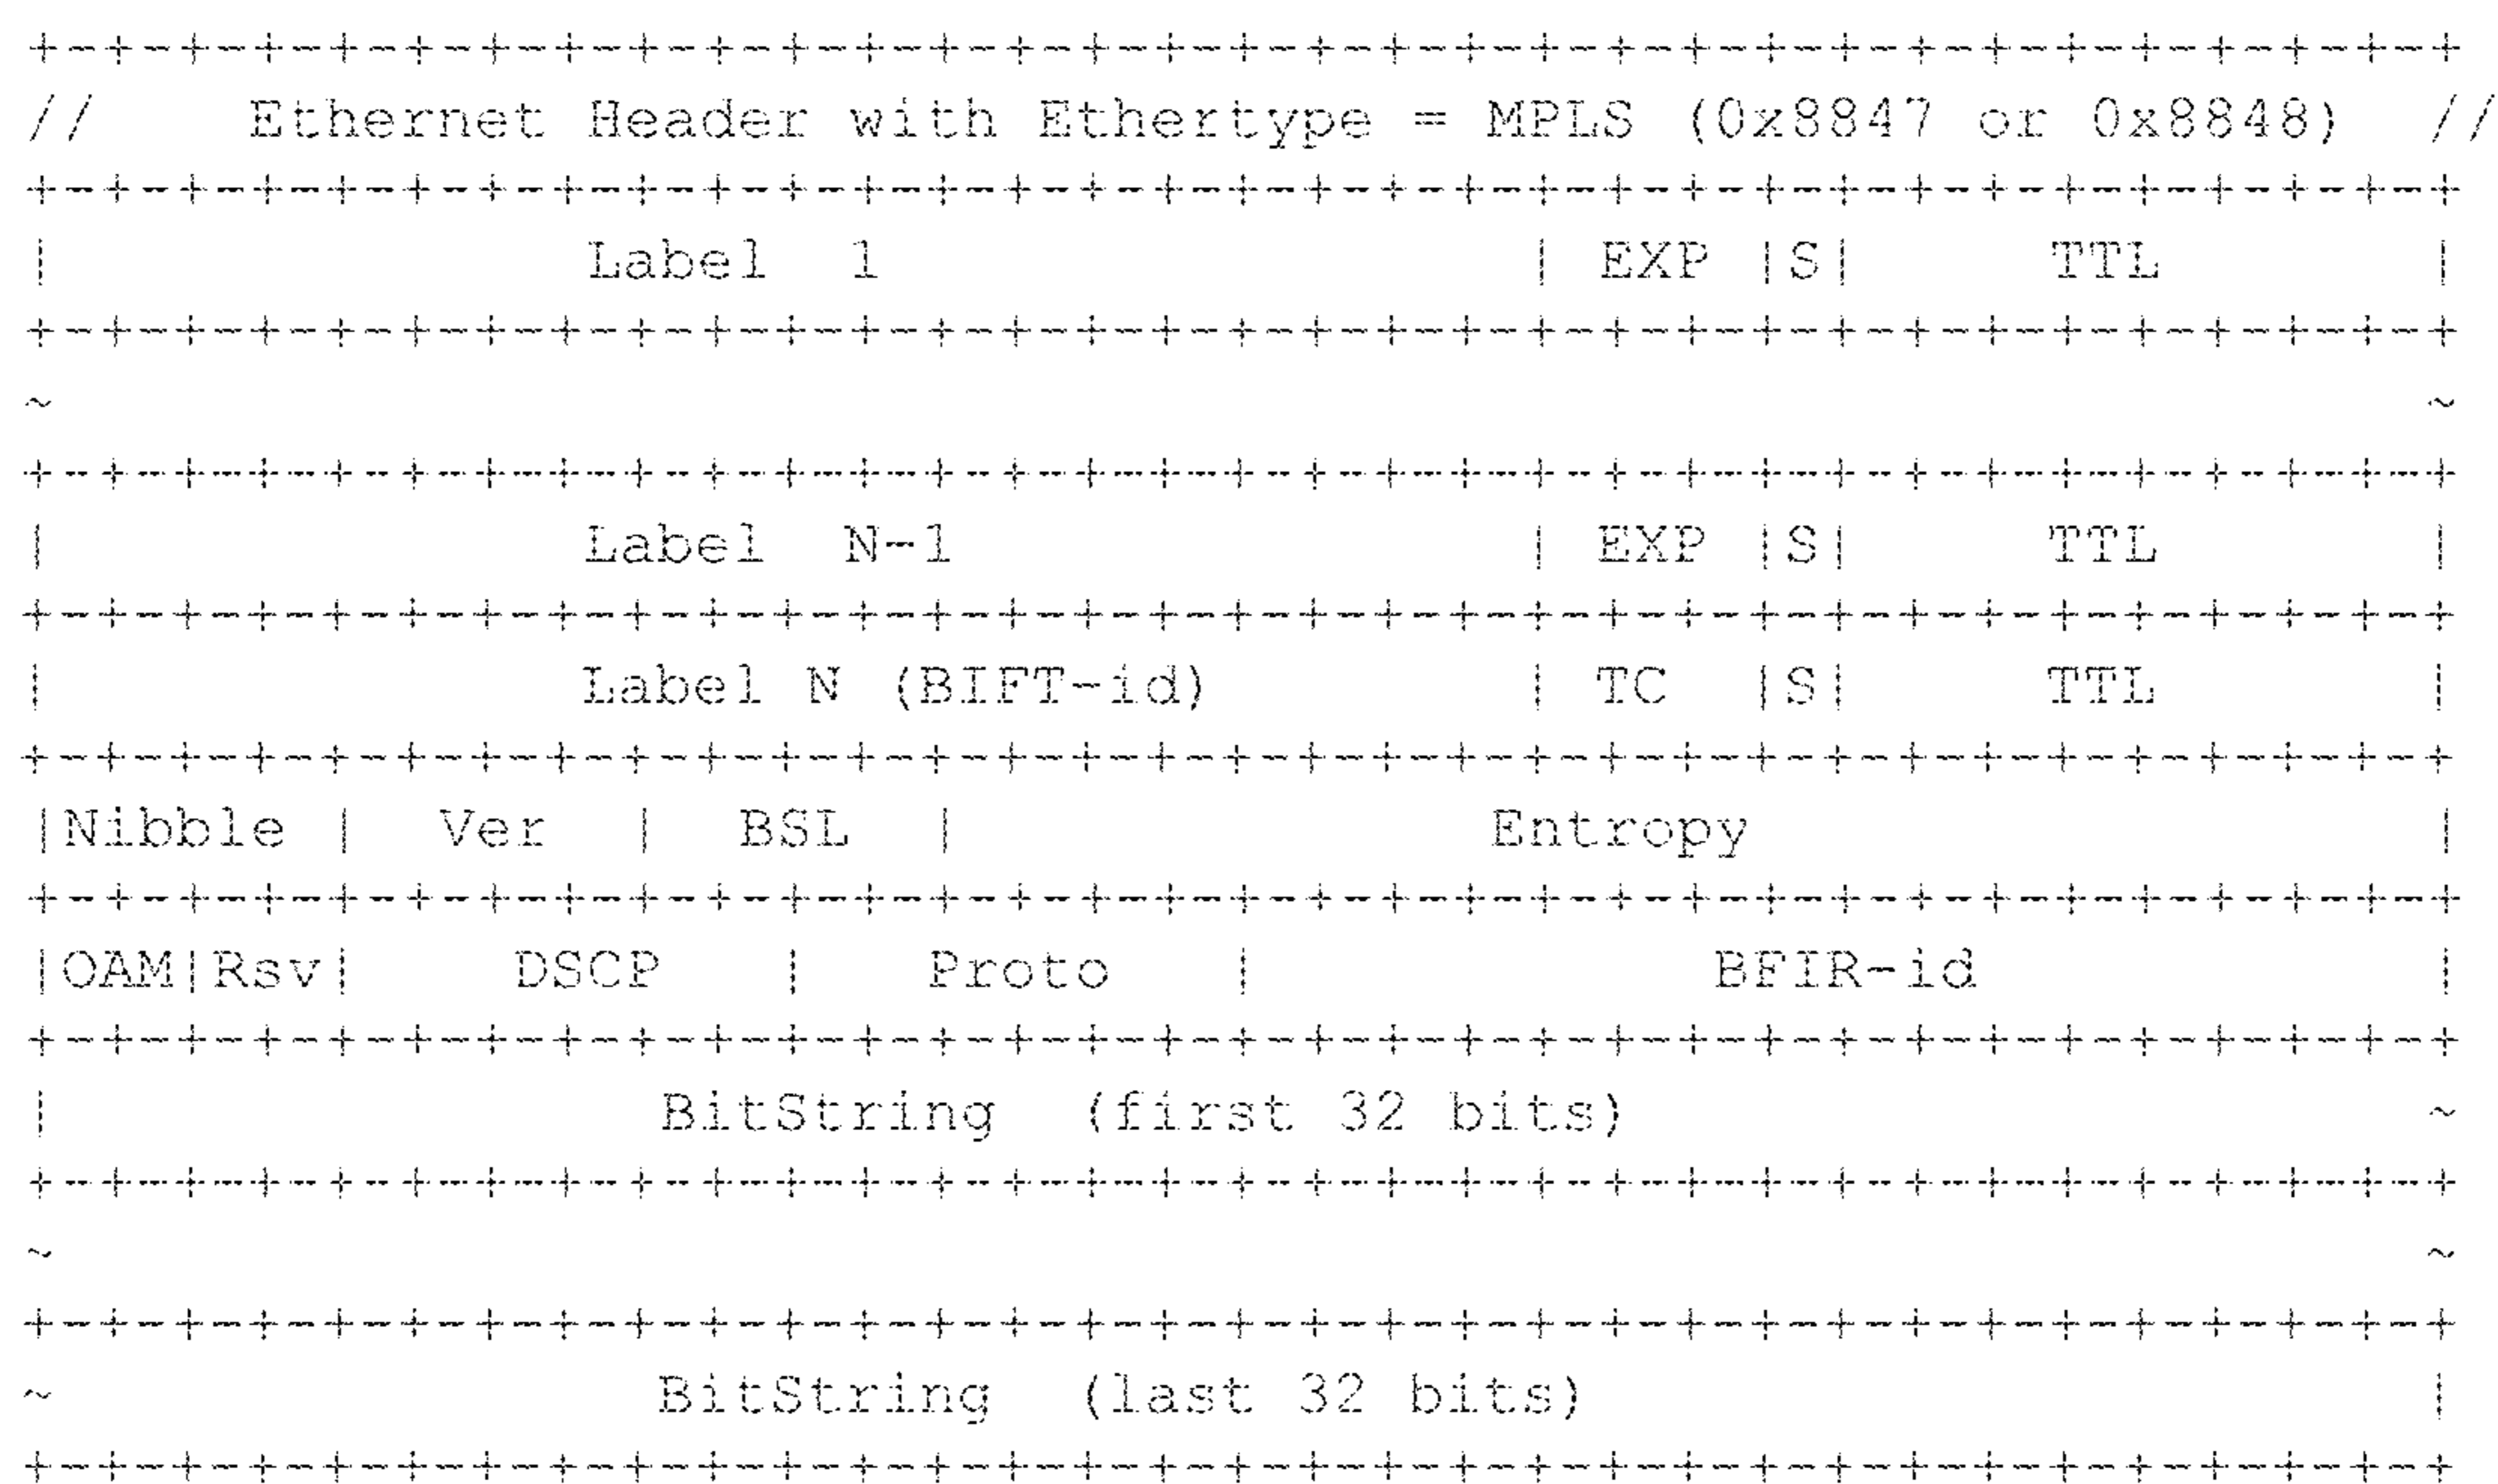 +-+-+-+-+-+-+-+-+-+-+-+-+-+-+-+-+-+-+-+-+-+-+-+-+-+-+-+-+-+-+-+-+
//    Ethernet Header with Ethertype = MPLS (0x8847 or 0x8848)  //
+-+-+-+-+-+-+-+-+-+-+-+-+-+-+-+-+-+-+-+-+-+-+-+-+-+-+-+-+-+-+-+-+
|              Label  1                 | EXP |S|     TTL       |
+-+-+-+-+-+-+-+-+-+-+-+-+-+-+-+-+-+-+-+-+-+-+-+-+-+-+-+-+-+-+-+-+
~                                                               ~
+-+-+-+-+-+-+-+-+-+-+-+-+-+-+-+-+-+-+-+-+-+-+-+-+-+-+-+-+-+-+-+-+
|              Label  N-1               | EXP |S|     TTL       |
+-+-+-+-+-+-+-+-+-+-+-+-+-+-+-+-+-+-+-+-+-+-+-+-+-+-+-+-+-+-+-+-+
|              Label N (BIFT-id)        | TC  |S|     TTL       |
+-+-+-+-+-+-+-+-+-+-+-+-+-+-+-+-+-+-+-+-+-+-+-+-+-+-+-+-+-+-+-+-+
|Nibble |  Ver  |  BSL  |              Entropy                  |
+-+-+-+-+-+-+-+-+-+-+-+-+-+-+-+-+-+-+-+-+-+-+-+-+-+-+-+-+-+-+-+-+
|OAM|Rsv|    DSCP   |   Proto   |            BFIR-id            |
+-+-+-+-+-+-+-+-+-+-+-+-+-+-+-+-+-+-+-+-+-+-+-+-+-+-+-+-+-+-+-+-+
|                BitString  (first 32 bits)                     ~
+-+-+-+-+-+-+-+-+-+-+-+-+-+-+-+-+-+-+-+-+-+-+-+-+-+-+-+-+-+-+-+-+
~                                                               ~
+-+-+-+-+-+-+-+-+-+-+-+-+-+-+-+-+-+-+-+-+-+-+-+-+-+-+-+-+-+-+-+-+
~                BitString  (last 32 bits)                      |
+-+-+-+-+-+-+-+-+-+-+-+-+-+-+-+-+-+-+-+-+-+-+-+-+-+-+-+-+-+-+-+-+